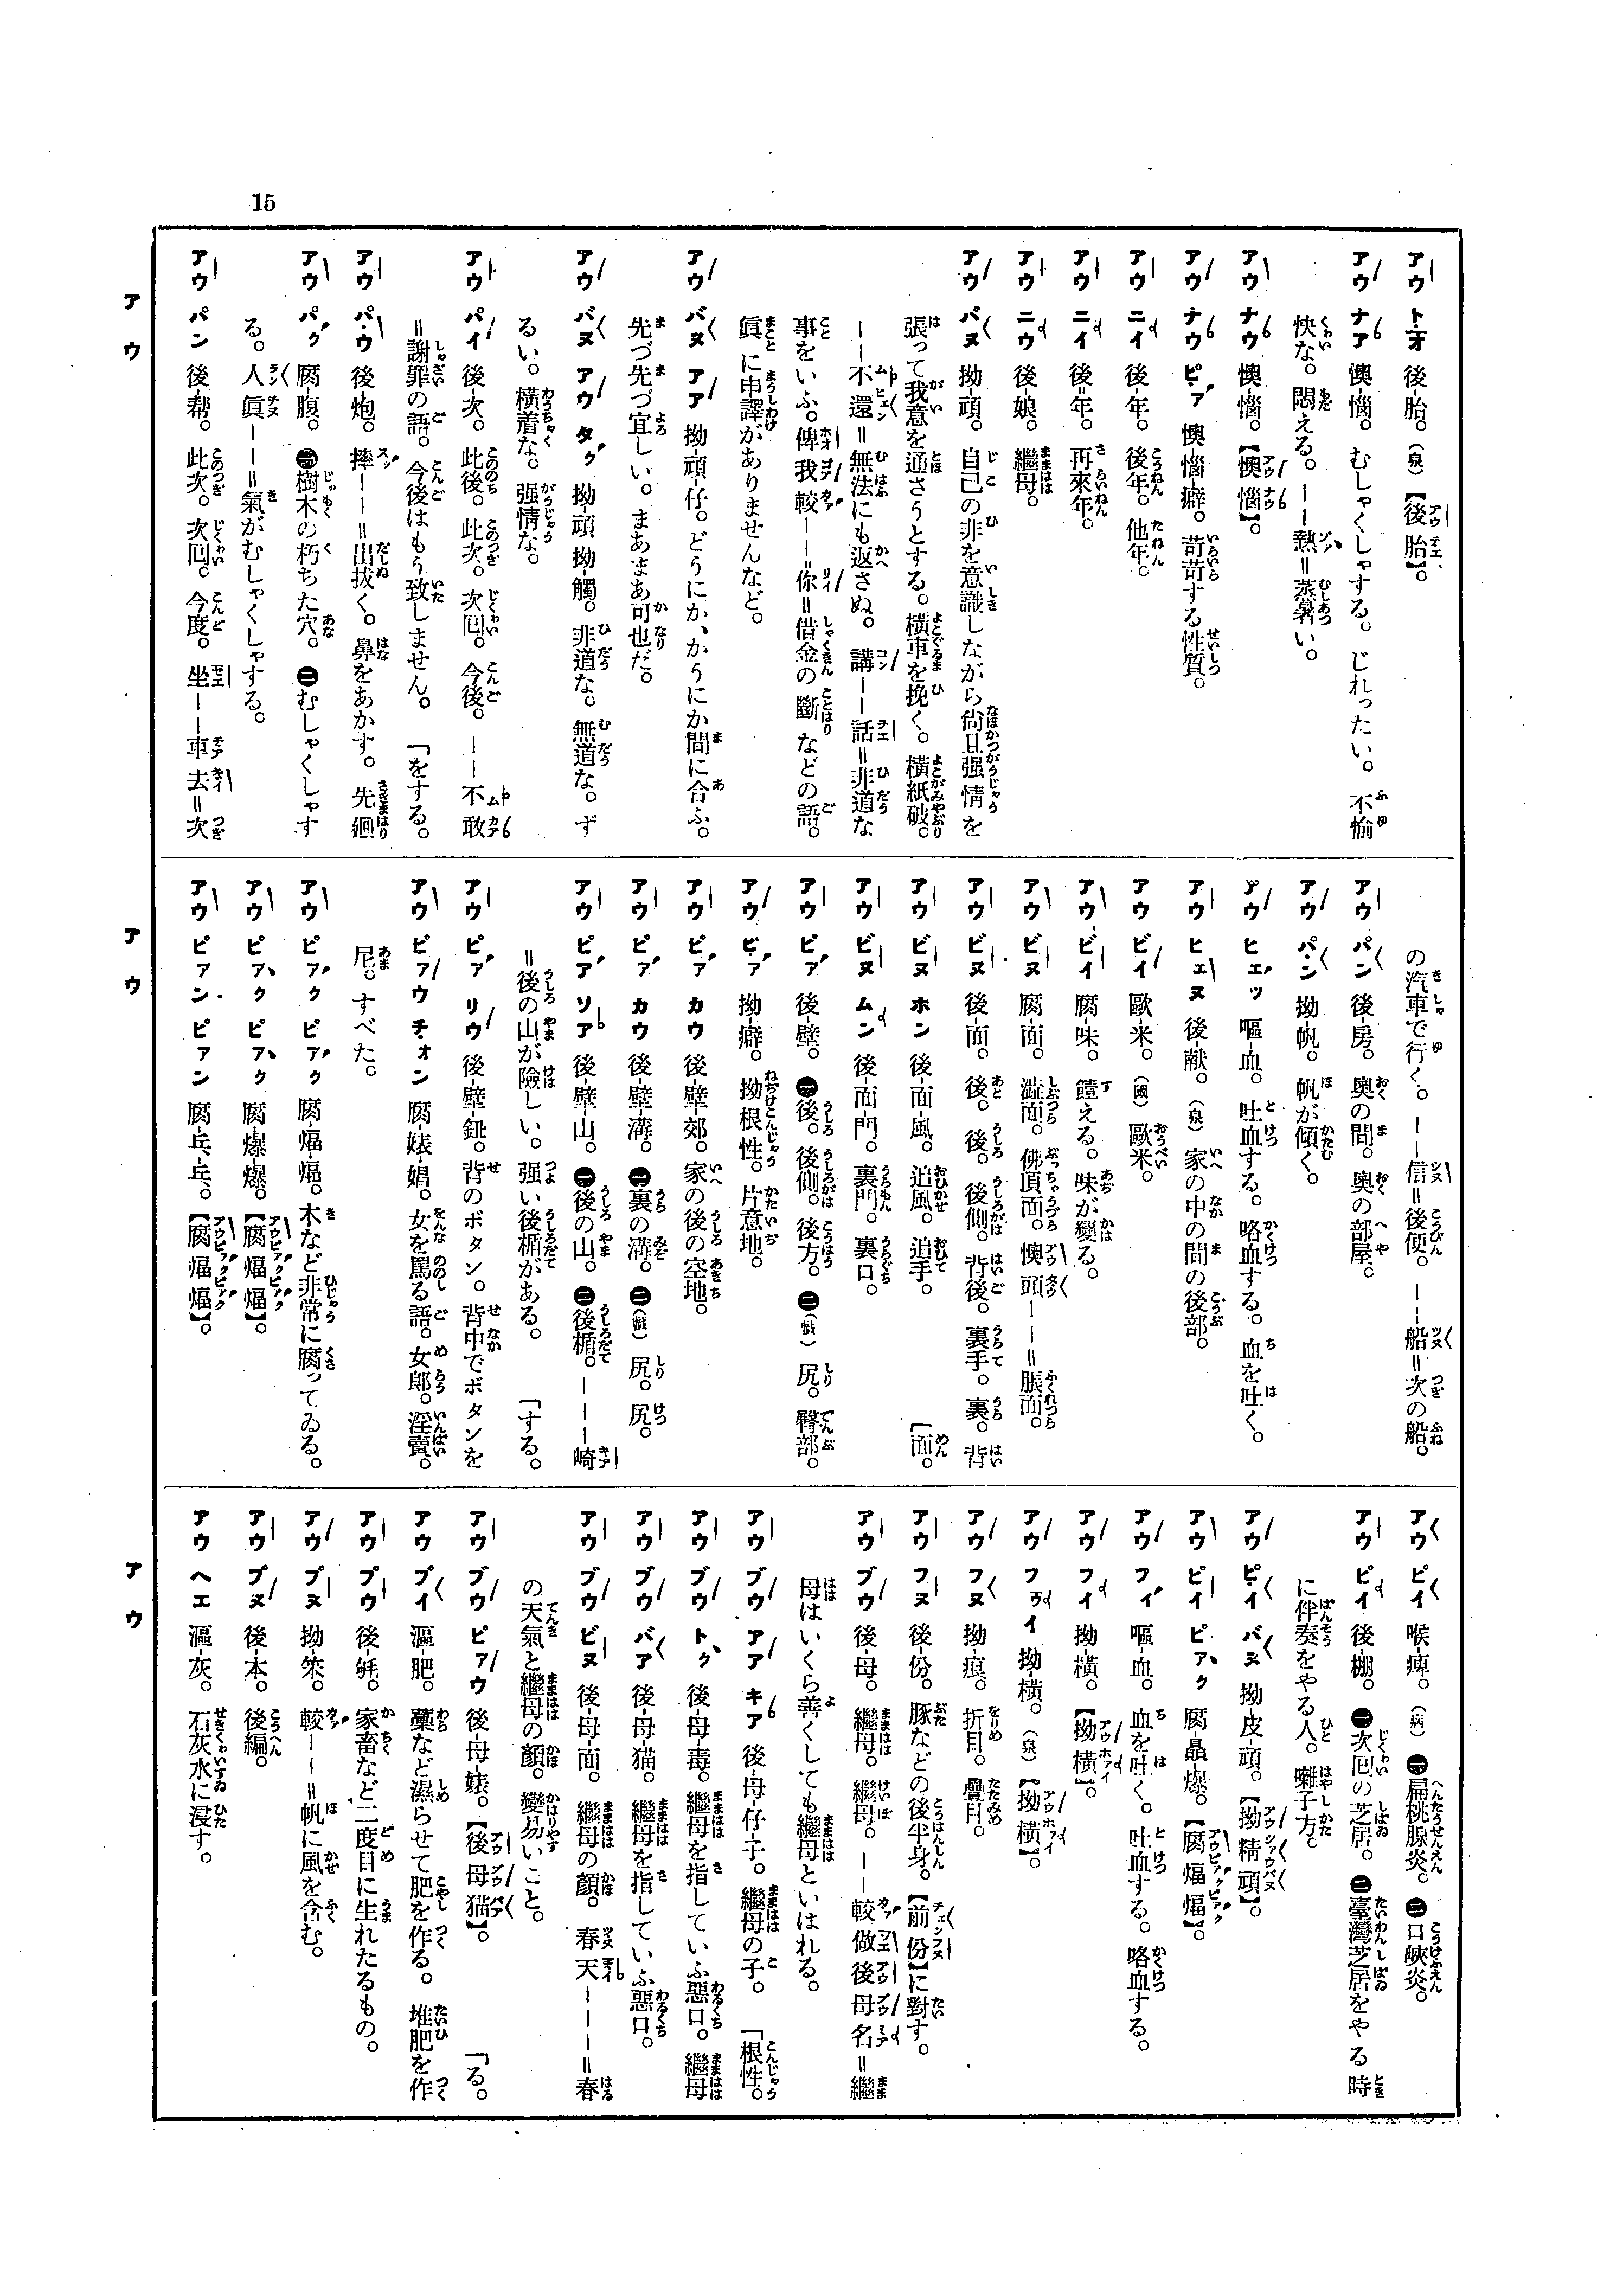 15
アウ ト・オ 後-胎。(泉)【後胎】。
アウ ナア 懊-惱。むしゃくしゃする。じれったい。不愉
快な。悶える。――熱=蒸暑い。
アウ ナウ 懊-惱。【懊惱】。
アウ ナウ ピァ 懊惱癖。苛苛する性質。
アウ ニイ 後年。後年。他年。
アウ ニイ 後=年。再來年。
アウ ニウ 後-娘。繼母。
アウ バヌ 拗-頑。自己の非を意識しながら尙且强情を
張って我意を通さうとする。橫車を挽く。橫紙破。
――不還=無法にも返さぬ。講――話=非道な
事をいふ。俾我較――你=借金の斷などの語。
眞に申譯がありませんなど。
アウ バヌ アア 拗-頑-仔。どうにか、かうにか間に合ふ。
先づ先づ宜しい。まあまあ可也だ。
アウ バヌ アウ タク 拗-頑 拗-觸。非道な。無道な。ず
るい。橫着な。强情な。
アウ パイ 後-次。此後。此次。次囘。今後。――不敢
=謝罪の語。今後はもう致しません。「をする。
アウ パ・ウ 後-炮。摔――=出拔く。鼻をあかす。先廻
アウ パク 腐-腹。㊀樹木の朽ちた穴。㊁むしゃくしゃす
る。人眞――=氣がむしゃくしゃする。
アウ パン 後-幇。此次。次囘。今度。坐――車去=次
の汽車で行く。――信=後便。――船=次の船。
アウ パン 後-房。奧の間。奧の部屋。
アウ パ・ン 拗-帆。帆が傾く。
アウ ヒエッ 嘔-血。吐血する。喀血する。血を吐く。
アウ ヒエヌ 後-献。(泉)家の中の間の後部。
アウ ビイ 歐-米。(國)歐米。
アウ ビイ 腐-味。饐える。味が變る。
アウ ビヌ 腐-面。澁面。佛頂面。懊頭――=脹面。
アウ ビヌ 後-面。後。後。後側。背後。裏手。裏。背
アウ ビヌ ホン 後-面-風。追風。追手。「面。
アウ ビヌ ムン 後-面-門。裏門。裏口。
アウ ピァ 後-壁。㊀後。後側。後方。㊁(戲)尻。臀部。
アウ ピァ 拗-癖。拗根性。片意地。
アウ ピァ カウ 後-壁-郊。家の後の空地。
アウ ピァ カウ 後-壁-溝。㊀裏の溝。㊁(戲)尻。尻。
アウ ピァ ソア 後-壁-山。㊀後の山。㊁後楯。―――崎
=後の山が險しい。强い後楯がある。「する。
アウ ピァ リウ 後-壁-鈕。背のボタン。背中でボタンを
アウ ピァウ チ・ォン 腐-婊-娼。女を罵る語。女郎。淫賣。
尼。すべた。
アウ ピァク ピァク 腐-煏-煏。木など非常に腐ってゐる。
アウ ピァ・ク ピァ・ク 腐-爆-爆。【腐煏煏】。
アウ ピァン・ピァン 腐-乓-乓。【腐煏煏】。
アウ ピイ 喉-痺。(病)㊀扁桃腺炎。㊁口峽炎。
アウ ピイ 後-棚。㊀次囘の芝居。㊁臺灣芝居をやる時
に伴奏をやる人。囃子方。
アウ ピ・イ バヌ 拗-皮-頑。【拗精頑】。
アウ ピイ ピァ・ク 腐-畾-爆。【腐煏煏】。
アウ フィ 嘔-血。血を吐く。吐血する。喀血する。
アウ フイ 拗-橫。【拗橫】。
アウ フアイ 拗-橫。(泉)【拗橫】。
アウ フヌ 拗-痕。折目。疊目。
アウ フヌ 後-份。豚などの後半身。【前份】に對す。
アウ ブウ 後-母。繼母。繼母。――較做後母名=繼
母はいくら善くしても繼母といはれる。
アウ ブウ アア キア 後-母-仔-子。繼母の子。「根性。
アウ ブウ ト・ク 後-母-毒。繼母を指していふ惡口。繼母
アウ ブウ バア 後-母-猫。繼母を指していふ惡口。
アウ ブウ ビヌ 後-母-面。繼母の顏。春天―――=春
の天氣と繼母の顏。變易いこと。
アウ ブウ ピァウ 後-母-婊。【後母猫】。「る。
アウ プイ 漚-肥。藁など濕らせて肥を作る。堆肥を作
アウ プウ 後-㲈。家畜など二度目に生れたるもの。
アウ プヌ 拗-笨。較――=帆に風を含む。
アウ プヌ 後-本。後編。
アウ ヘエ 漚-灰。石灰水に浸す。
アウ
アウ
アウ